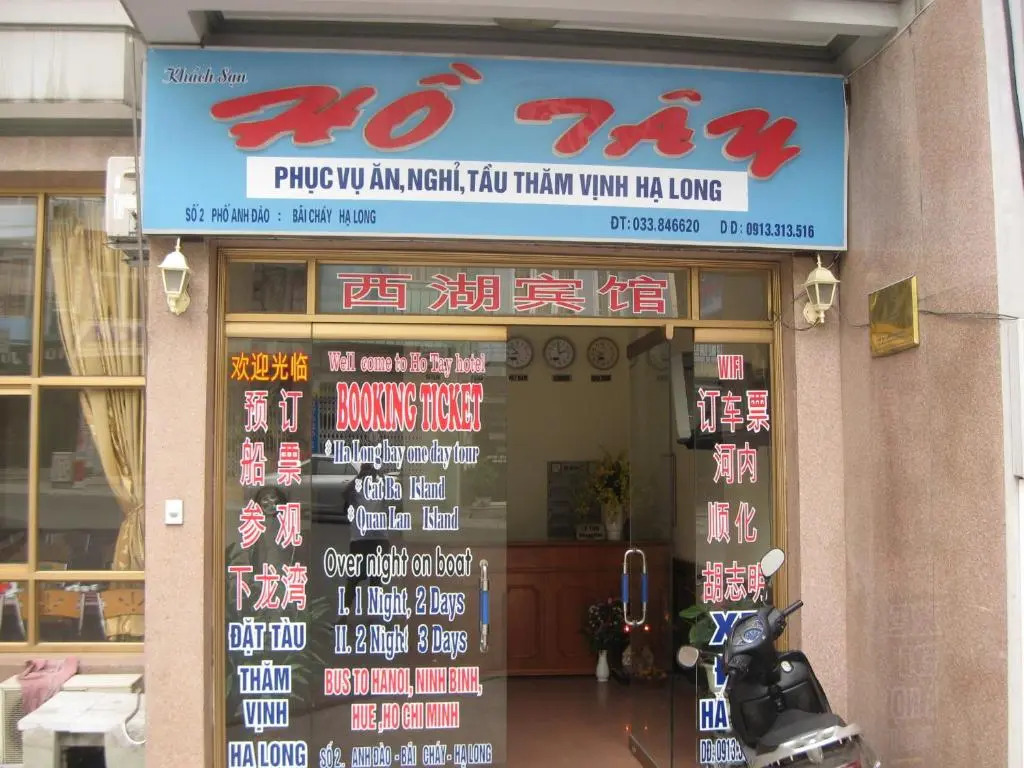 Khách Sạn
HỒ TÂY
PHỤC VỤ ĂN, NGHỈ, TẦU THĂM VỊNH HẠ LONG
SỐ 2 PHỐ ANH ĐÀO : BÃI CHÁY HẠ LONG
ĐT: 033.846620 DĐ: 0913.313.516
西湖宾馆
欢迎光临
预订
船票
参观
下龙湾
ĐẶT TÀU
THĂM
VỊNH
HẠ LONG
Well come to Ho Tay hotel
BOOKING TICKET
*Ha Long bay one day tour
*Cat Ba Island
*Quan Lan Island
Over night on boat
I. 1 Night, 2 Days
II. 2 Night 3 Days
BUS TO HANOI, NINH BINH,
HUE ,HO CHI MINH
SỐ 2. ANH ĐÀO - BÃI CHÁY - HẠ LONG
WIFI
订车票
河内
顺化
胡志明
HÀ
DĐ: 0913.3